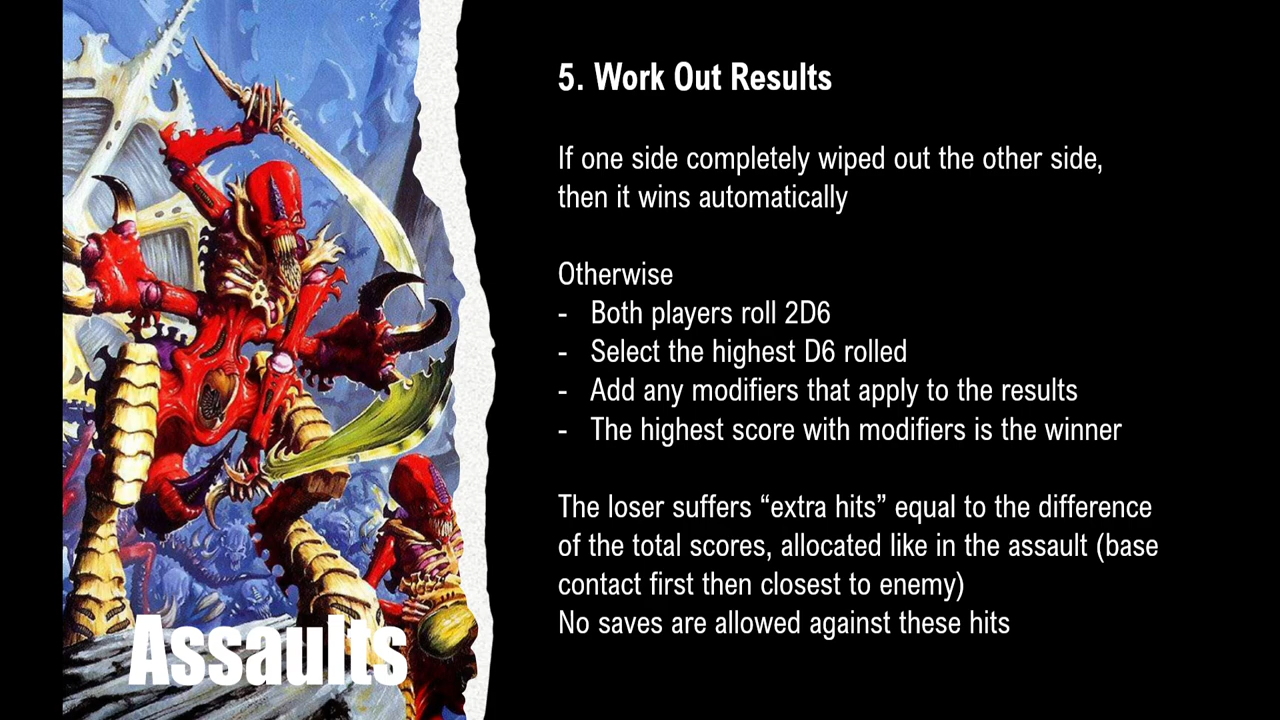 5. Work Out Results
If one side completely wiped out the other side,
then it wins automatically
Otherwise
- Both players roll 2D6
- Select the highest D6 rolled
- Add any modifiers that apply to the results
- The highest score with modifiers is the winner
The loser suffers “extra hits” equal to the difference
of the total scores, allocated like in the assault (base
contact first then closest to enemy)
No saves are allowed against these hits
Assaults